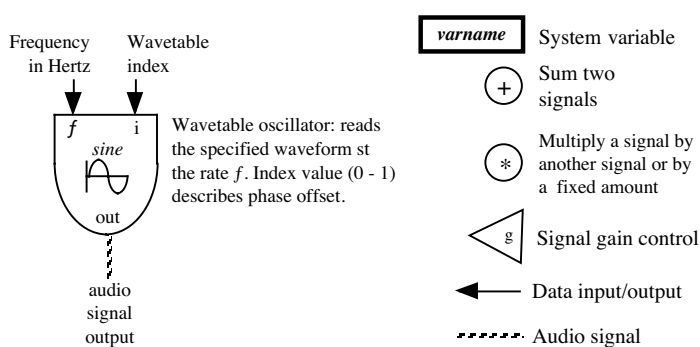 Frequency
in Hertz
Wavetable
index
f
i
sine
out
Wavetable oscillator: reads
the specified waveform st
the rate f. Index value (0 - 1)
describes phase offset.
audio
signal
output
varname
System variable
+
Sum two
signals
*
Multiply a signal by
another signal or by
a fixed amount
g
Signal gain control
Data input/output
Audio signal